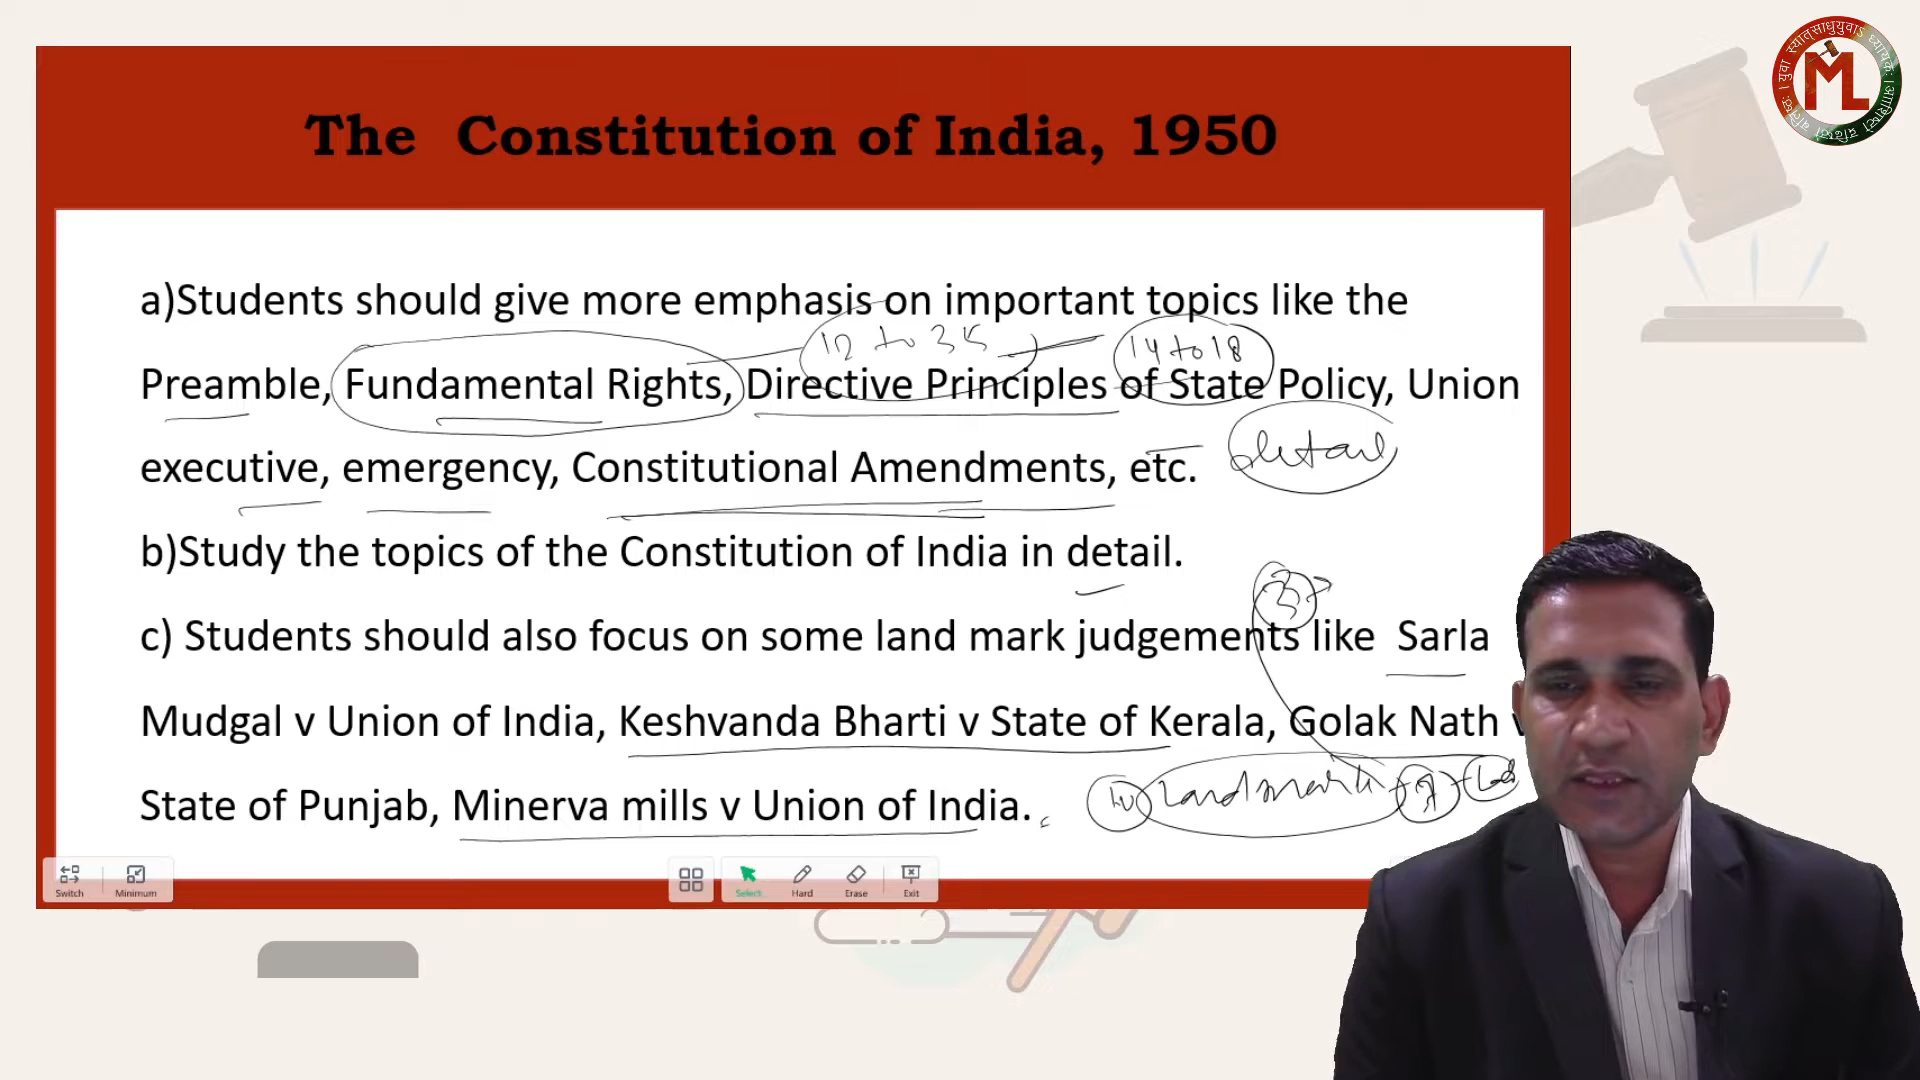 The Constitution of India, 1950
a)Students should give more emphasis on important topics like the
12 to 35
14 to 18
Preamble, Fundamental Rights, Directive Principles of State Policy, Union
executive, emergency, Constitutional Amendments, etc.
detail
b)Study the topics of the Constitution of India in detail.
3
c) Students should also focus on some land mark judgements like Sarla
Mudgal v Union of India, Keshvanda Bharti v State of Kerala, Golak Nath v
State of Punjab, Minerva mills v Union of India.
landmark
Switch
Minimum
Select
Hard
Erase
Exit
ML